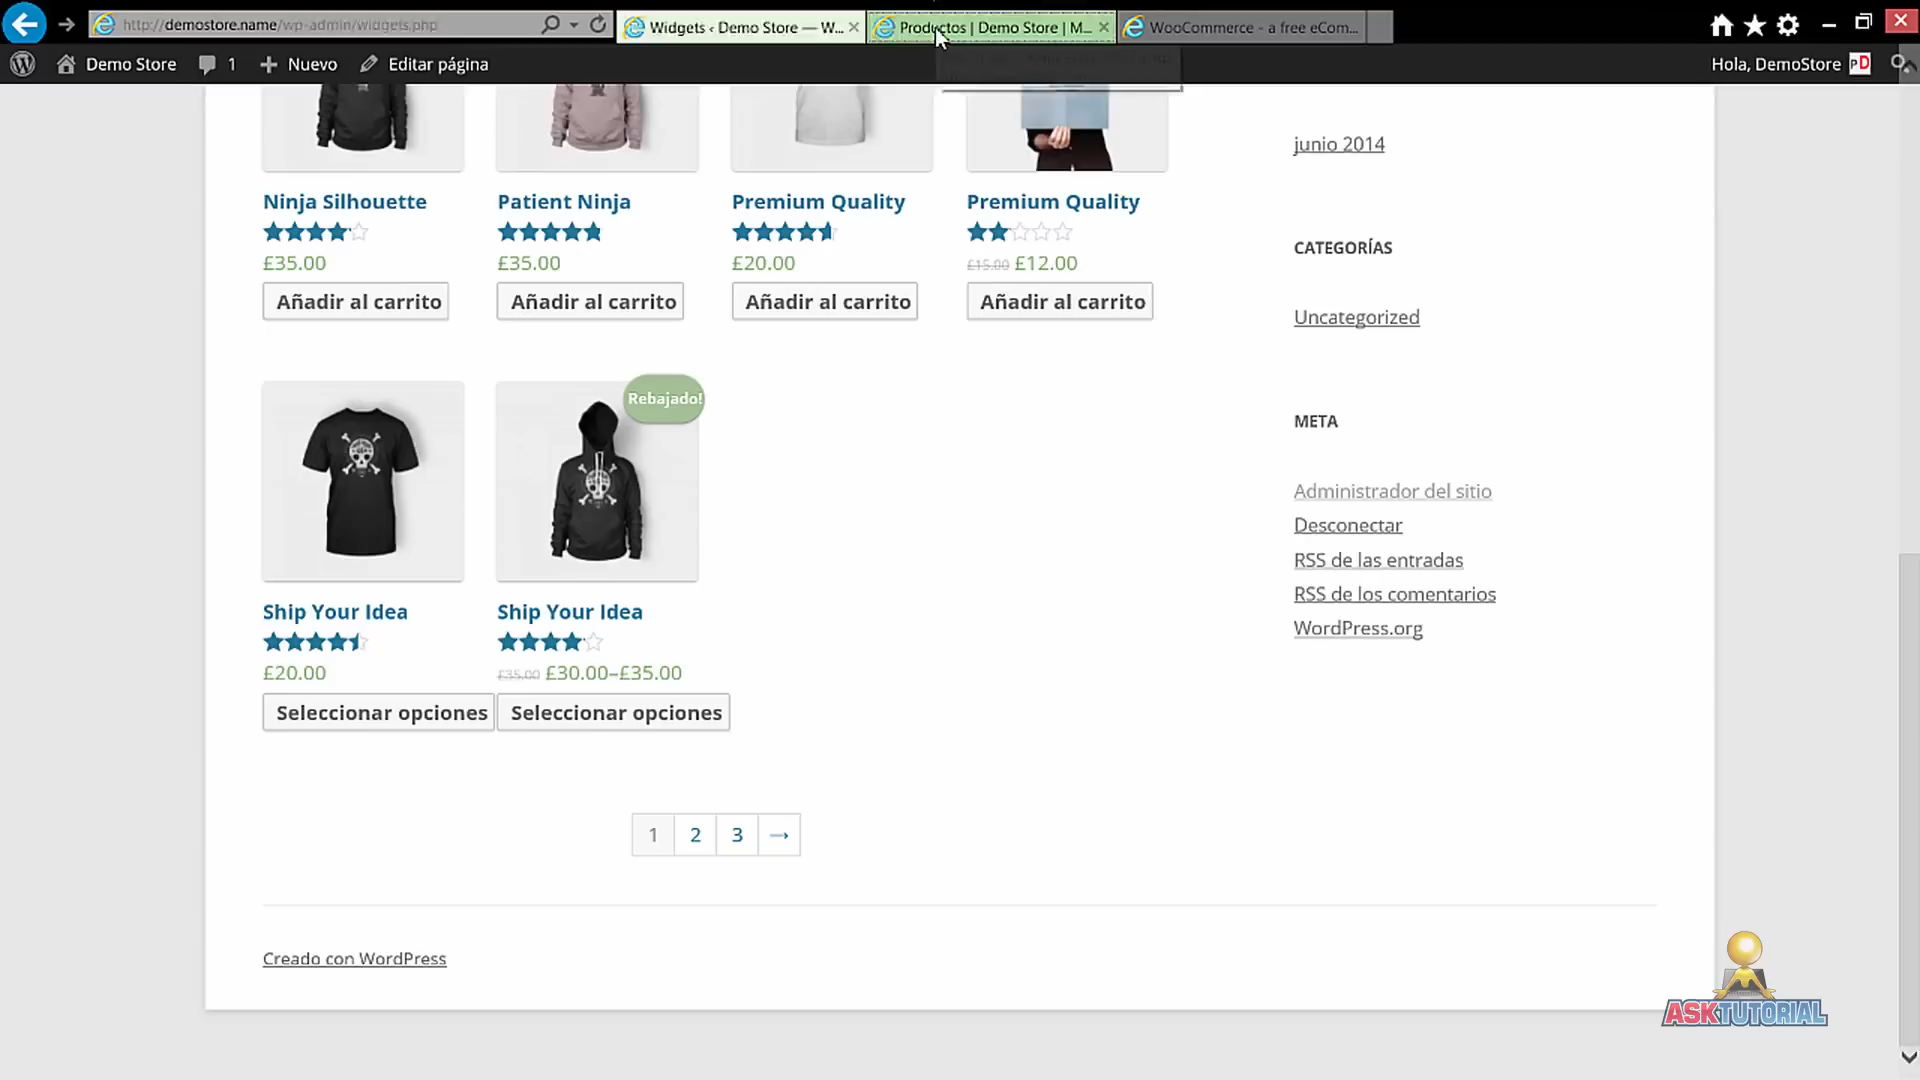 http://demostore.name/wp-admin/widgets.php
Widgets ‹ Demo Store — W...
Productos | Demo Store | M...
WooCommerce - a free eCom...
Demo Store
1
Nuevo
Editar página
Hola, DemoStore
PD
junio 2014
Ninja Silhouette
Patient Ninja
Premium Quality
Premium Quality
£35.00
£35.00
£20.00
£15.00 £12.00
Añadir al carrito
Añadir al carrito
Añadir al carrito
Añadir al carrito
CATEGORÍAS
Uncategorized
Rebajado!
META
Administrador del sitio
Desconectar
RSS de las entradas
RSS de los comentarios
WordPress.org
Ship Your Idea
Ship Your Idea
£20.00
£35.00 £30.00–£35.00
Seleccionar opciones
Seleccionar opciones
1 2 3 →
Creado con WordPress
ASKTUTORIAL